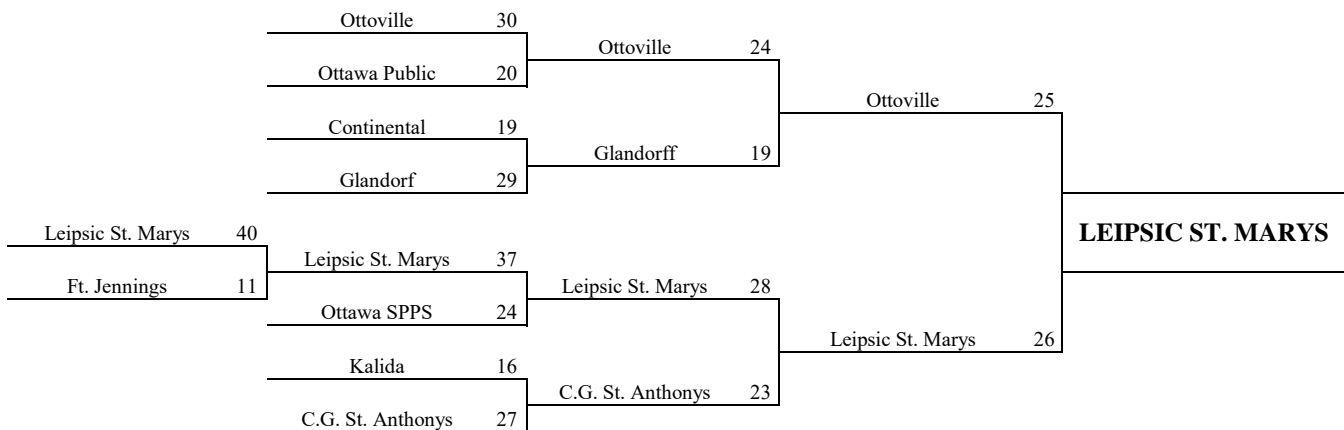 Ottoville 30
Ottoville 24
Ottawa Public 20
Ottoville 25
Continental 19
Glandorff 19
Glandorf 29
LEIPSIC ST. MARYS
Leipsic St. Marys 40
Leipsic St. Marys 37
Ft. Jennings 11
Leipsic St. Marys 28
Ottawa SPPS 24
Leipsic St. Marys 26
Kalida 16
C.G. St. Anthonys 23
C.G. St. Anthonys 27